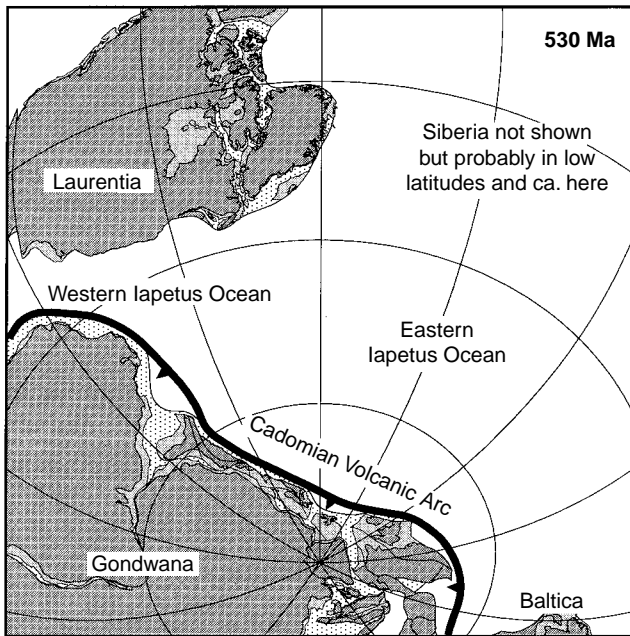 530 Ma
Siberia not shown
but probably in low
latitudes and ca. here
Laurentia
Western Iapetus Ocean
Eastern
Iapetus Ocean
Cadomian Volcanic Arc
Gondwana
Baltica